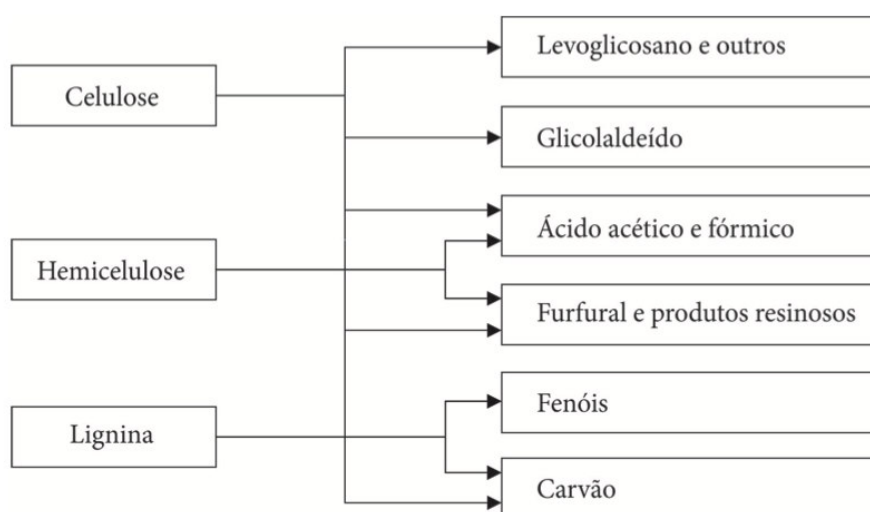 Levoglicosano e outros
Celulose
Glicolaldeído
Ácido acético e fórmico
Hemicelulose
Furfural e produtos resinosos
Fenóis
Lignina
Carvão